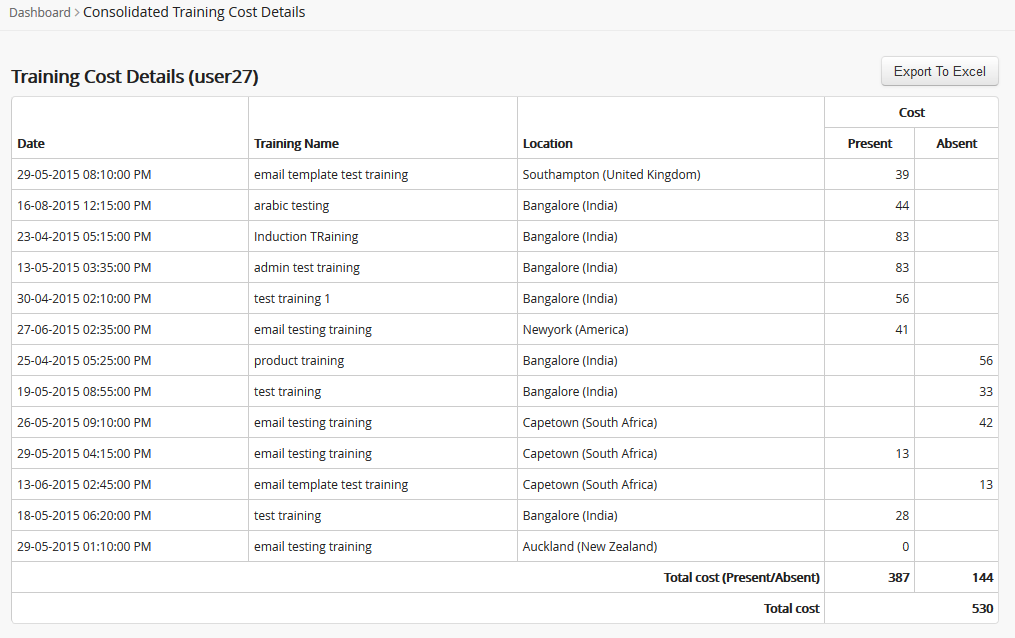 Dashboard > Consolidated Training Cost Details
Training Cost Details (user27)
Export To Excel
Cost
Date Training Name Location Present Absent
29-05-2015 08:10:00 PM email template test training Southampton (United Kingdom) 39
16-08-2015 12:15:00 PM arabic testing Bangalore (India) 44
23-04-2015 05:15:00 PM Induction TRaining Bangalore (India) 83
13-05-2015 03:35:00 PM admin test training Bangalore (India) 83
30-04-2015 02:10:00 PM test training 1 Bangalore (India) 56
27-06-2015 02:35:00 PM email testing training Newyork (America) 41
25-04-2015 05:25:00 PM product training Bangalore (India) 56
19-05-2015 08:55:00 PM test training Bangalore (India) 33
26-05-2015 09:10:00 PM email testing training Capetown (South Africa) 42
29-05-2015 04:15:00 PM email testing training Capetown (South Africa) 13
13-06-2015 02:45:00 PM email template test training Capetown (South Africa) 13
18-05-2015 06:20:00 PM test training Bangalore (India) 28
29-05-2015 01:10:00 PM email testing training Auckland (New Zealand) 0
Total cost (Present/Absent) 387 144
Total cost 530